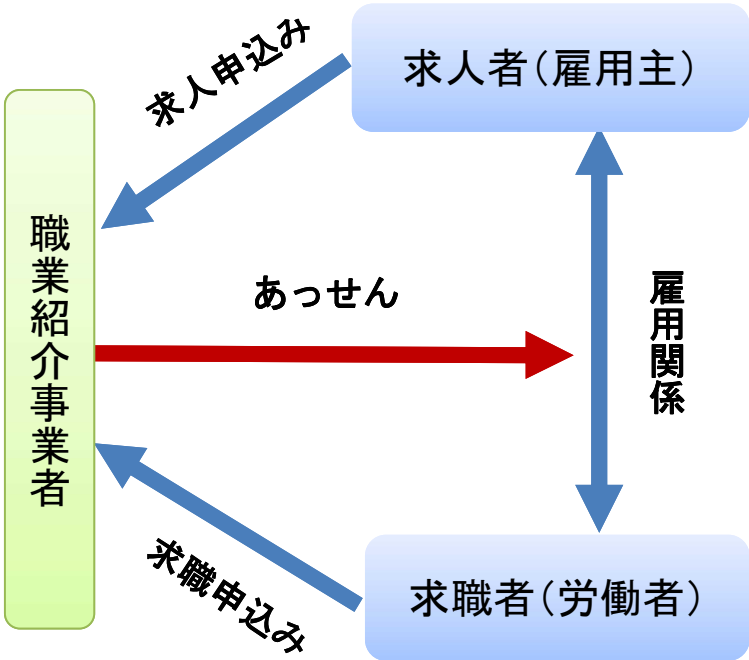 求人申込み
求人者（雇用主）
職業紹介事業者
あっせん
雇用関係
求職申込み
求職者（労働者）